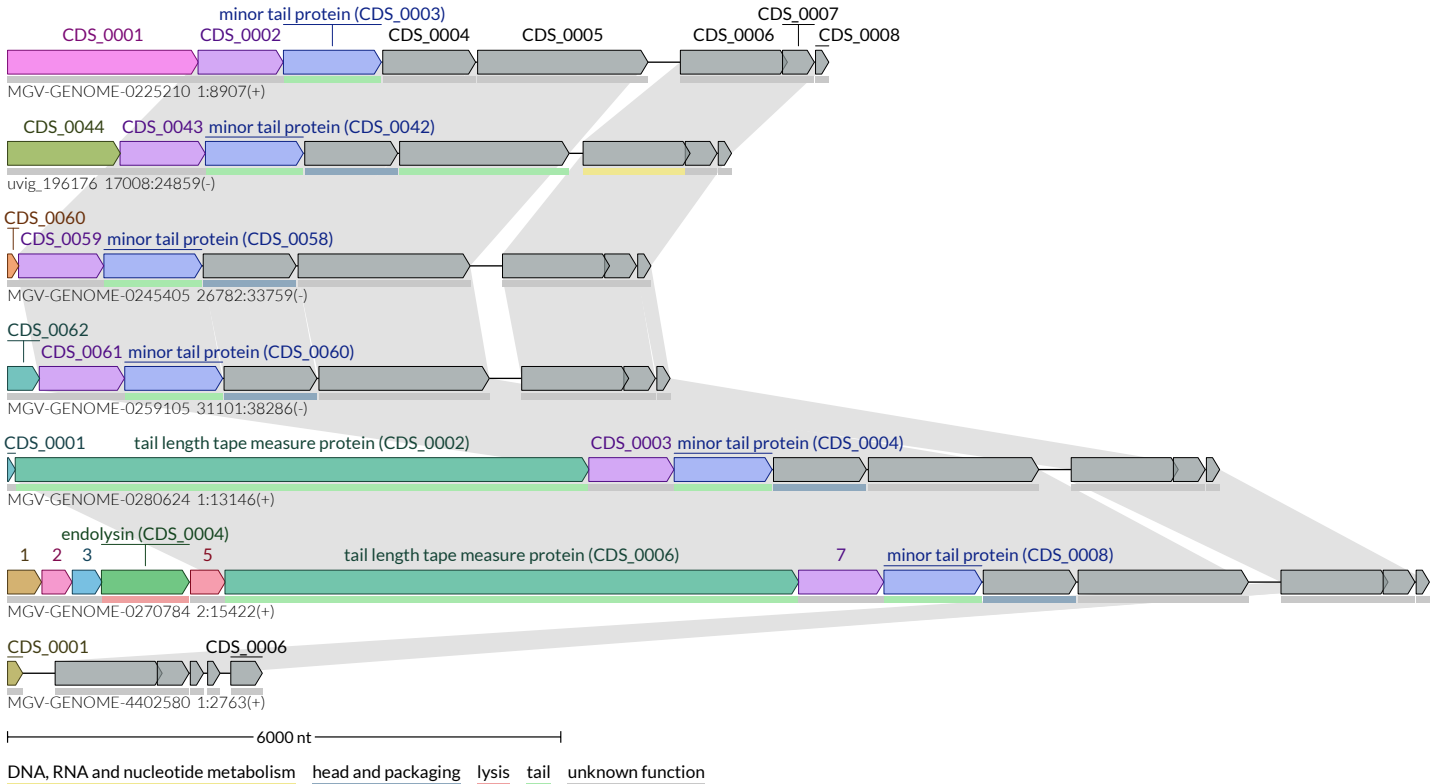 minor tail protein (CDS_0003) CDS_0007
CDS_0001 CDS_0002 CDS_0004 CDS_0005 CDS_0006 CDS_0008
MGV-GENOME-0225210 1:8907(+)
CDS_0044 CDS_0043 minor tail protein (CDS_0042)
uvig_196176 17008:24859(-)
CDS_0060
CDS_0059 minor tail protein (CDS_0058)
MGV-GENOME-0245405 26782:33759(-)
CDS_0062
CDS_0061 minor tail protein (CDS_0060)
MGV-GENOME-0259105 31101:38286(-)
CDS_0001 tail length tape measure protein (CDS_0002) CDS_0003 minor tail protein (CDS_0004)
MGV-GENOME-0280624 1:13146(+)
endolysin (CDS_0004)
1 2 3 5 tail length tape measure protein (CDS_0006) 7 minor tail protein (CDS_0008)
MGV-GENOME-0270784 2:15422(+)
CDS_0001 CDS_0006
MGV-GENOME-4402580 1:2763(+)
6000 nt
DNA, RNA and nucleotide metabolism head and packaging lysis tail unknown function